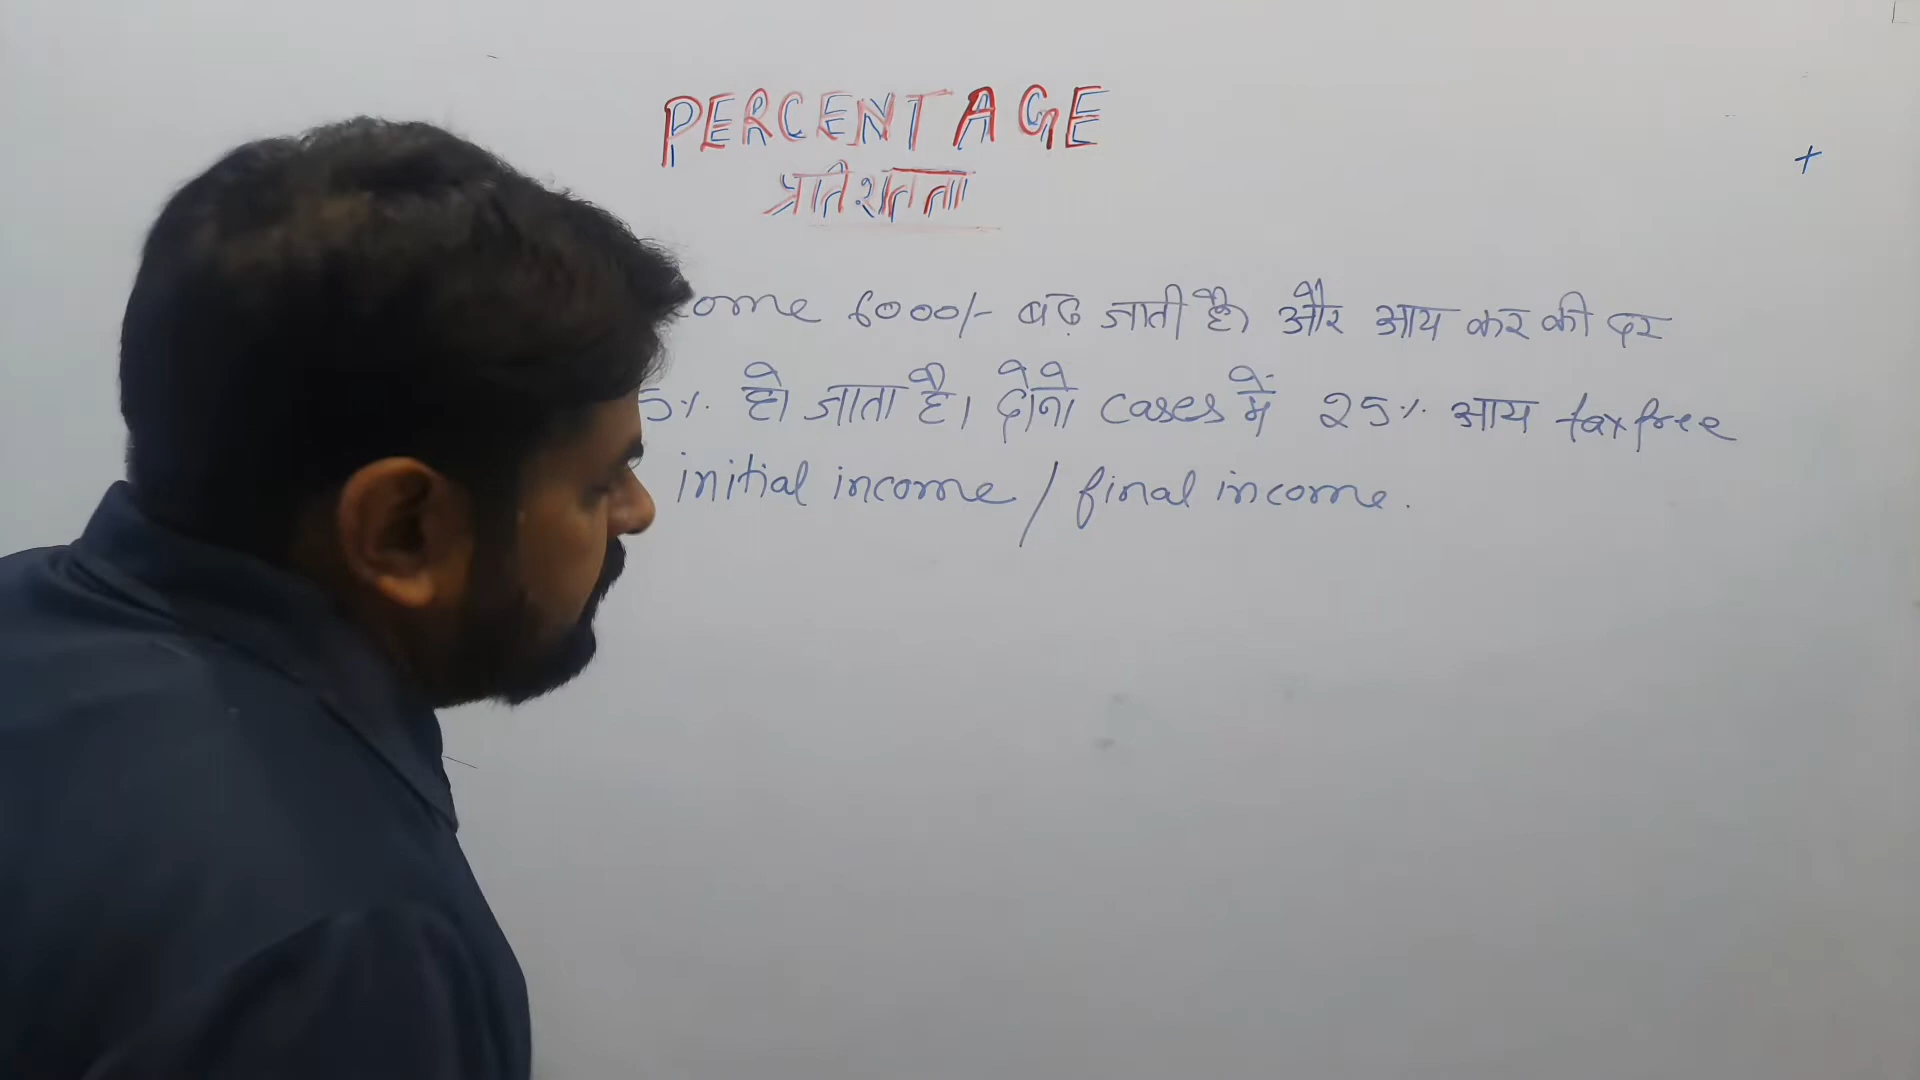 PERCENTAGE
प्रतिशतता
+
ome 6000/- बढ़ जाती है। और आय कर की दर
5%. हो जाता है। दोनो cases में 25%. आय tax free
initial income / final income.